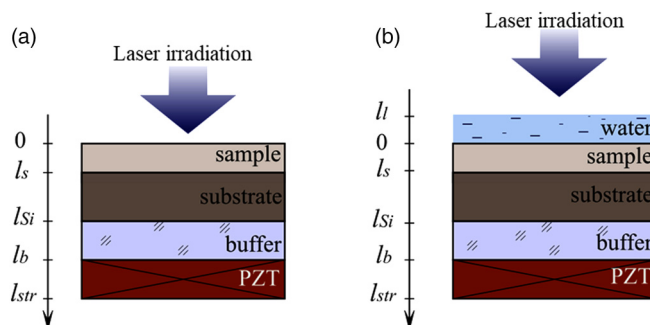 (a)
Laser irradiation
0
sample
ls
substrate
lSi
buffer
lb
PZT
lstr
(b)
Laser irradiation
ll
water
0
sample
ls
substrate
lSi
buffer
lb
PZT
lstr